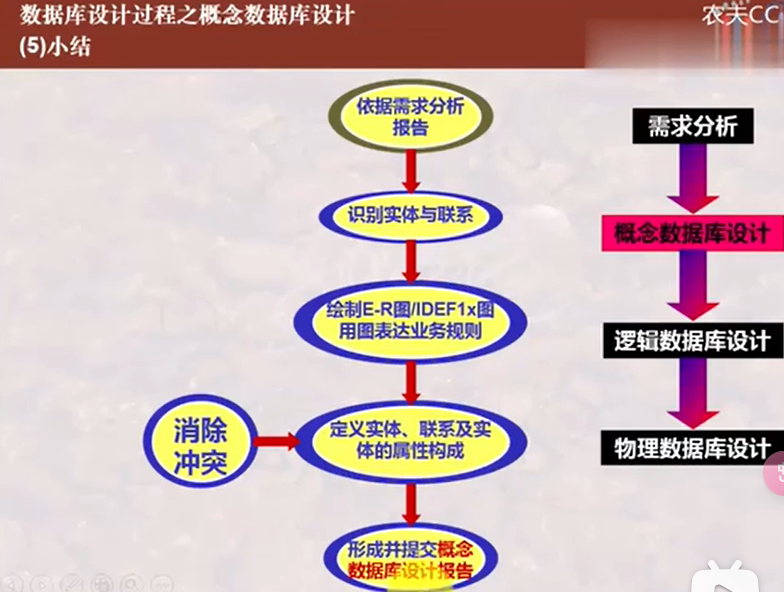 数据库设计过程之概念数据库设计
(5)小结
农夫CC
依据需求分析
报告
识别实体与联系
绘制E-R图/IDEF1x图
用图表达业务规则
消除
冲突
定义实体、联系及实
体的属性构成
形成并提交概念
数据库设计报告
需求分析
概念数据库设计
逻辑数据库设计
物理数据库设计